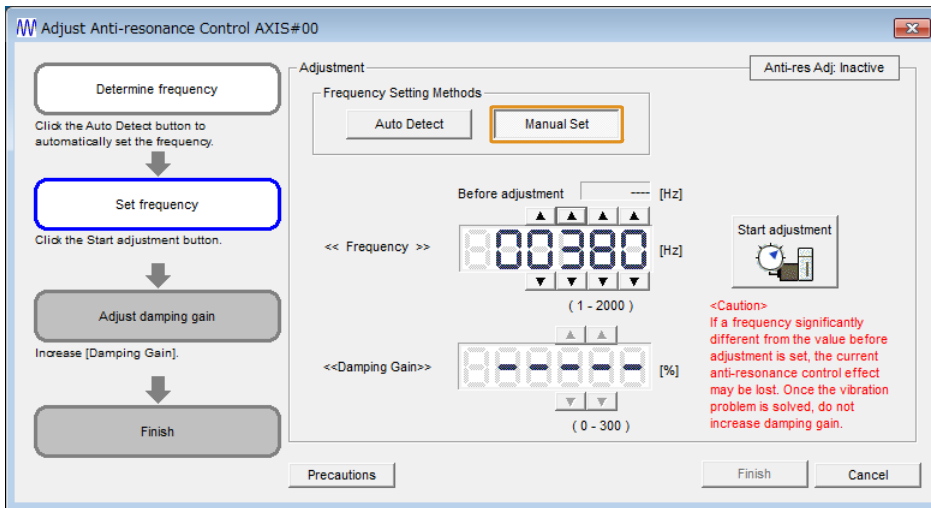 Adjust Anti-resonance Control AXIS#00
Determine frequency
Click the Auto Detect button to
automatically set the frequency.
Set frequency
Click the Start adjustment button.
Adjust damping gain
Increase [Damping Gain].
Finish
Adjustment
Anti-res Adj: Inactive
Frequency Setting Methods
Auto Detect
Manual Set
Before adjustment ---- [Hz]
<< Frequency >> 00380 [Hz]
( 1 - 2000 )
<<Damping Gain>> ----- [%]
( 0 - 300 )
Start adjustment
<Caution>
If a frequency significantly
different from the value before
adjustment is set, the current
anti-resonance control effect
may be lost. Once the vibration
problem is solved, do not
increase damping gain.
Precautions
Finish
Cancel